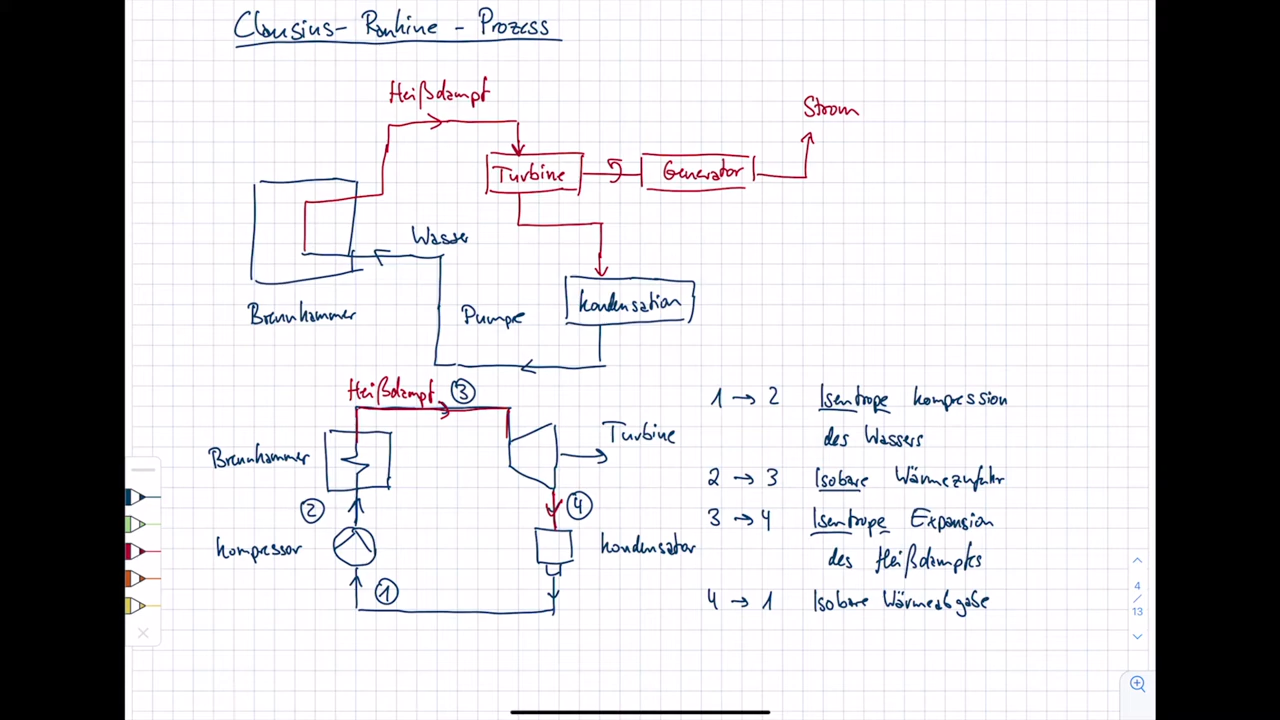 Clausius-Rankine-Prozess
Heißdampf
Strom
Turbine
Generator
Wasser
Kondensation
Brennkammer
Pumpe
Heißdampf
3
1 → 2 Isentrope Kompression
des Wassers
Turbine
Brennkammer
2 → 3 Isobare Wärmezufuhr
2
4
3 → 4 Isentrope Expansion
des Heißdampfes
Kompressor
Kondensator
1
4 → 1 Isobare Wärmeabgabe
4
/
13